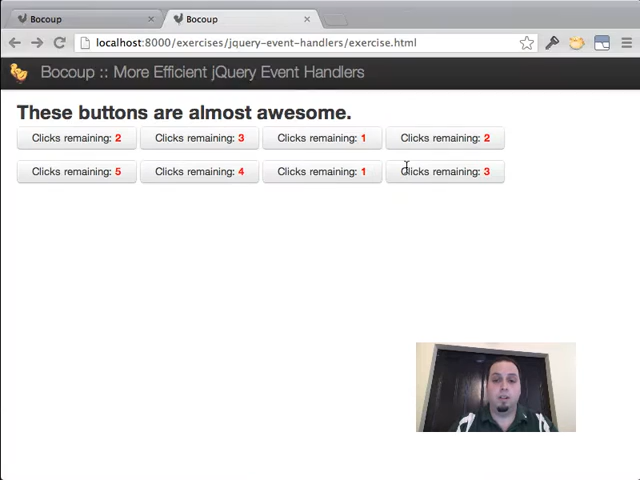 Bocoup
Bocoup
localhost:8000/exercises/jquery-event-handlers/exercise.html
Bocoup :: More Efficient jQuery Event Handlers
These buttons are almost awesome.
Clicks remaining: 2 Clicks remaining: 3 Clicks remaining: 1 Clicks remaining: 2
Clicks remaining: 5 Clicks remaining: 4 Clicks remaining: 1 Clicks remaining: 3